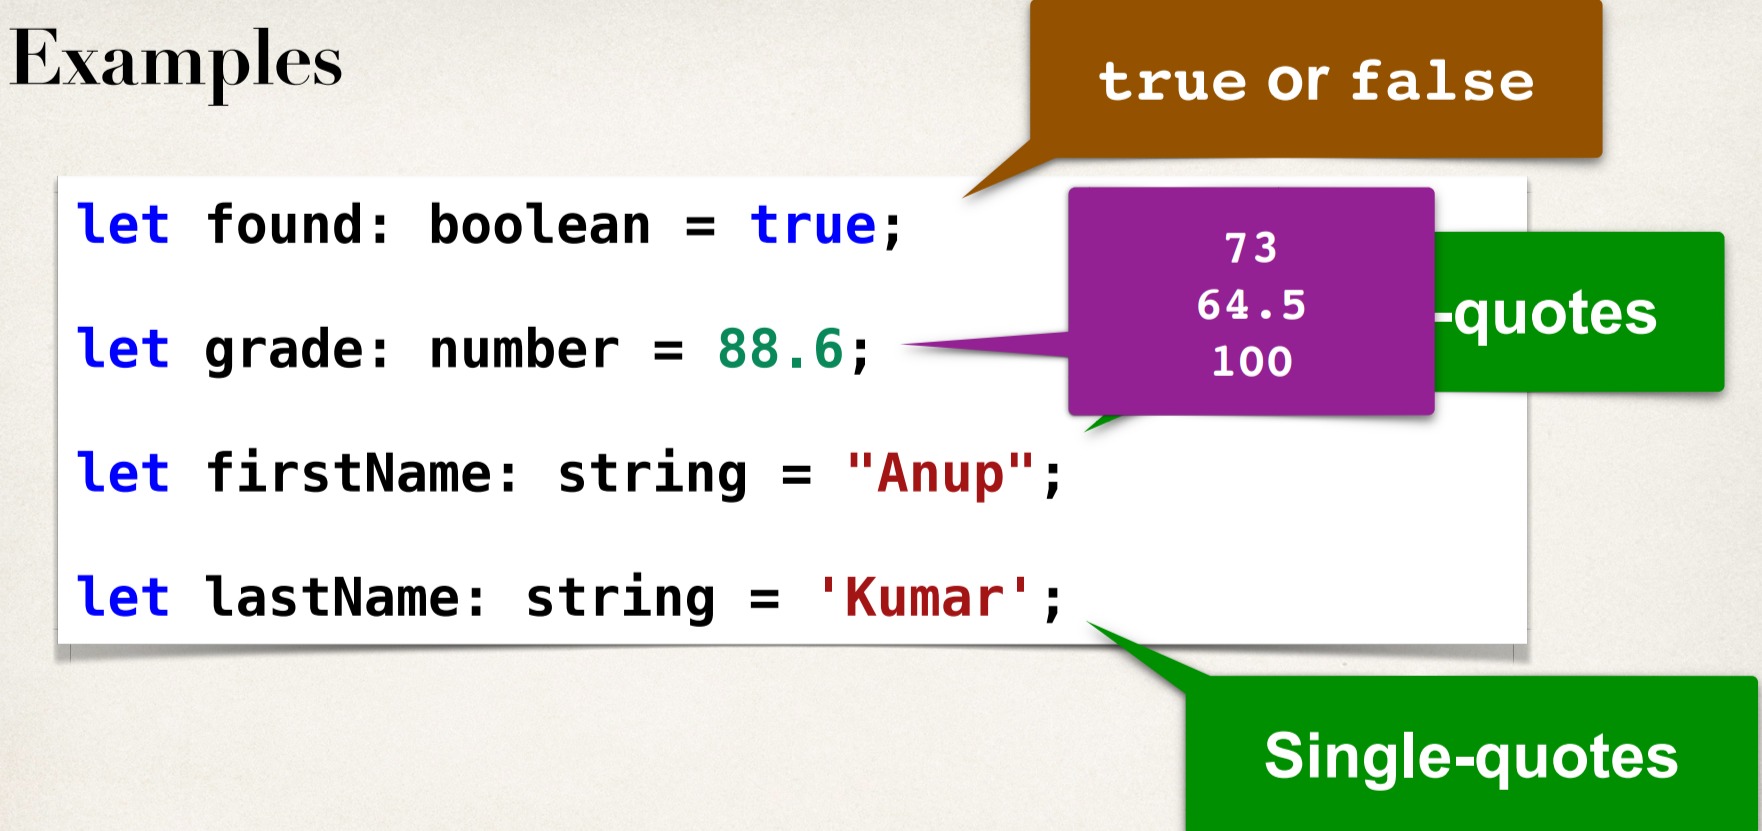 Examples
true or false
let found: boolean = true;
73
64.5
100
-quotes
let grade: number = 88.6;
let firstName: string = "Anup";
let lastName: string = 'Kumar';
Single-quotes